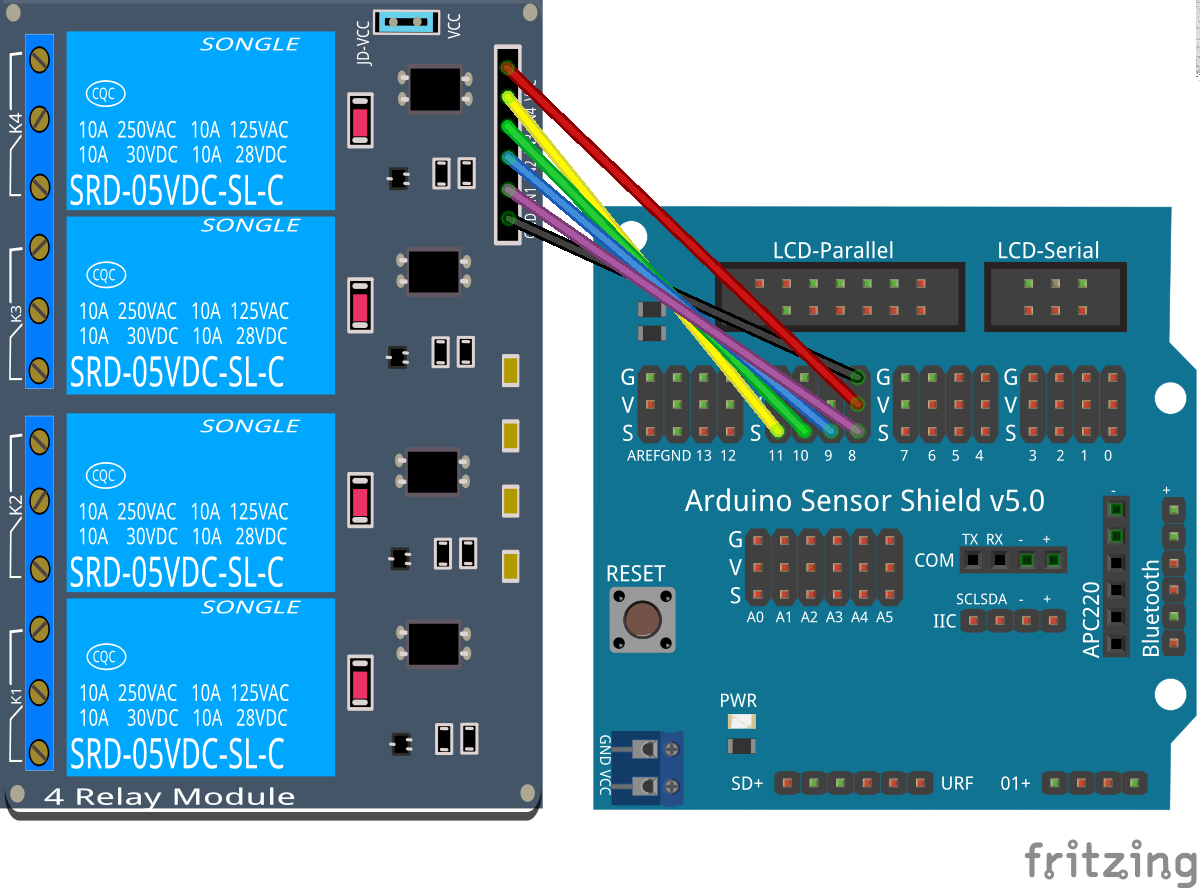 JD-VCC
VCC
K4
SONGLE
CQC
10A 250VAC 10A 125VAC
10A 30VDC 10A 28VDC
SRD-05VDC-SL-C
K3
SONGLE
CQC
10A 250VAC 10A 125VAC
10A 30VDC 10A 28VDC
SRD-05VDC-SL-C
K2
SONGLE
CQC
10A 250VAC 10A 125VAC
10A 30VDC 10A 28VDC
SRD-05VDC-SL-C
K1
SONGLE
CQC
10A 250VAC 10A 125VAC
10A 30VDC 10A 28VDC
SRD-05VDC-SL-C
4 Relay Module
LCD-Parallel
LCD-Serial
G
V
S
G
V
S
G
V
S
AREF GND 13 12 11 10 9 8 7 6 5 4 3 2 1 0
Arduino Sensor Shield v5.0
- +
G
V
S
A0 A1 A2 A3 A4 A5
TX RX - +
COM
SCL SDA - +
IIC
APC220
Bluetooth
RESET
PWR
GND VCC
SD+
URF
01+
fritzing